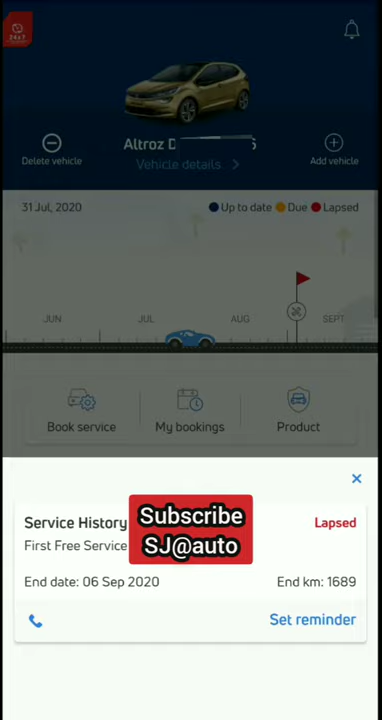 24x7
31 Jul, 2020
Altroz D
Delete vehicle
Vehicle details >
Add vehicle
Up to date
Due
Lapsed
JUN
JUL
AUG
SEPT
Book service
My bookings
Product
Service History
Lapsed
First Free Service
Subscribe
SJ@auto
End date: 06 Sep 2020
End km: 1689
Set reminder